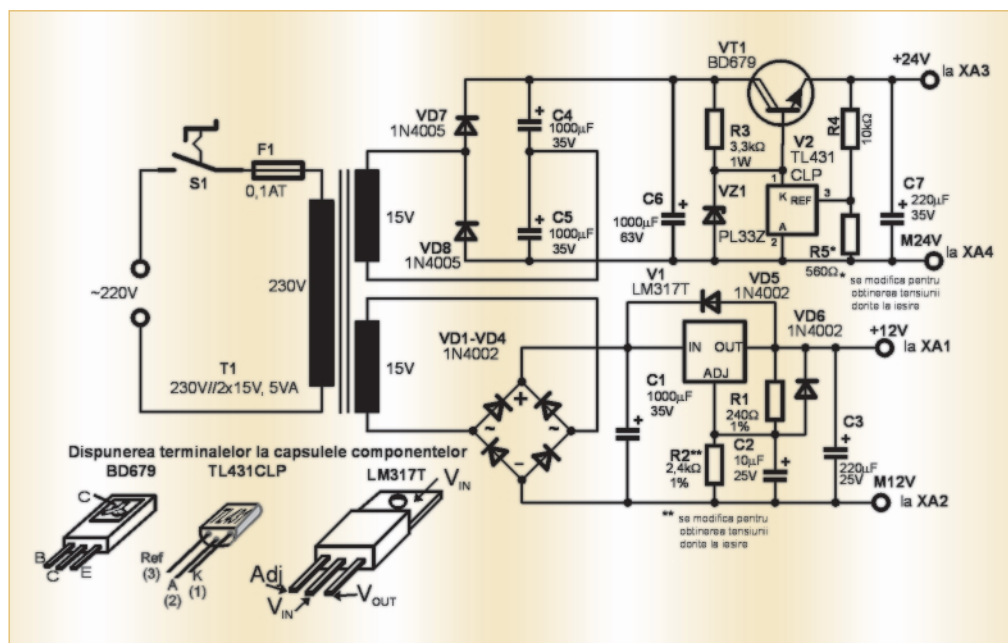 VT1
BD679
+24V
la XA3
VD7
1N4005
C4
1000µF
35V
R3
3,3kΩ
1W
V2
TL431
CLP
R4
10kΩ
S1
F1
0,1AT
15V
C5
1000µF
35V
VD8
1N4005
C6
1000µF
63V
VZ1
PL33Z
1
K
REF
3
A
2
C7
220µF
35V
M24V
la XA4
R5*
560Ω
* se modifica pentru
obtinerea tensiunii
dorite la iesire
~220V
230V
T1
230V//2x15V, 5VA
15V
VD1-VD4
1N4002
+
~
~
-
V1
LM317T
VD5
1N4002
VD6
1N4002
+12V
la XA1
IN
OUT
ADJ
C1
1000µF
35V
R1
240Ω
1%
R2**
2,4kΩ
1%
C2
10µF
25V
C3
220µF
25V
M12V
la XA2
** se modifica pentru
obtinerea tensiunii
dorite la iesire
Dispunerea terminalelor la capsulele componentelor
BD679
TL431CLP
LM317T
C
B
C
E
TL431
Ref
(3)
A
(2)
K
(1)
VIN
Adj
VIN
VOUT